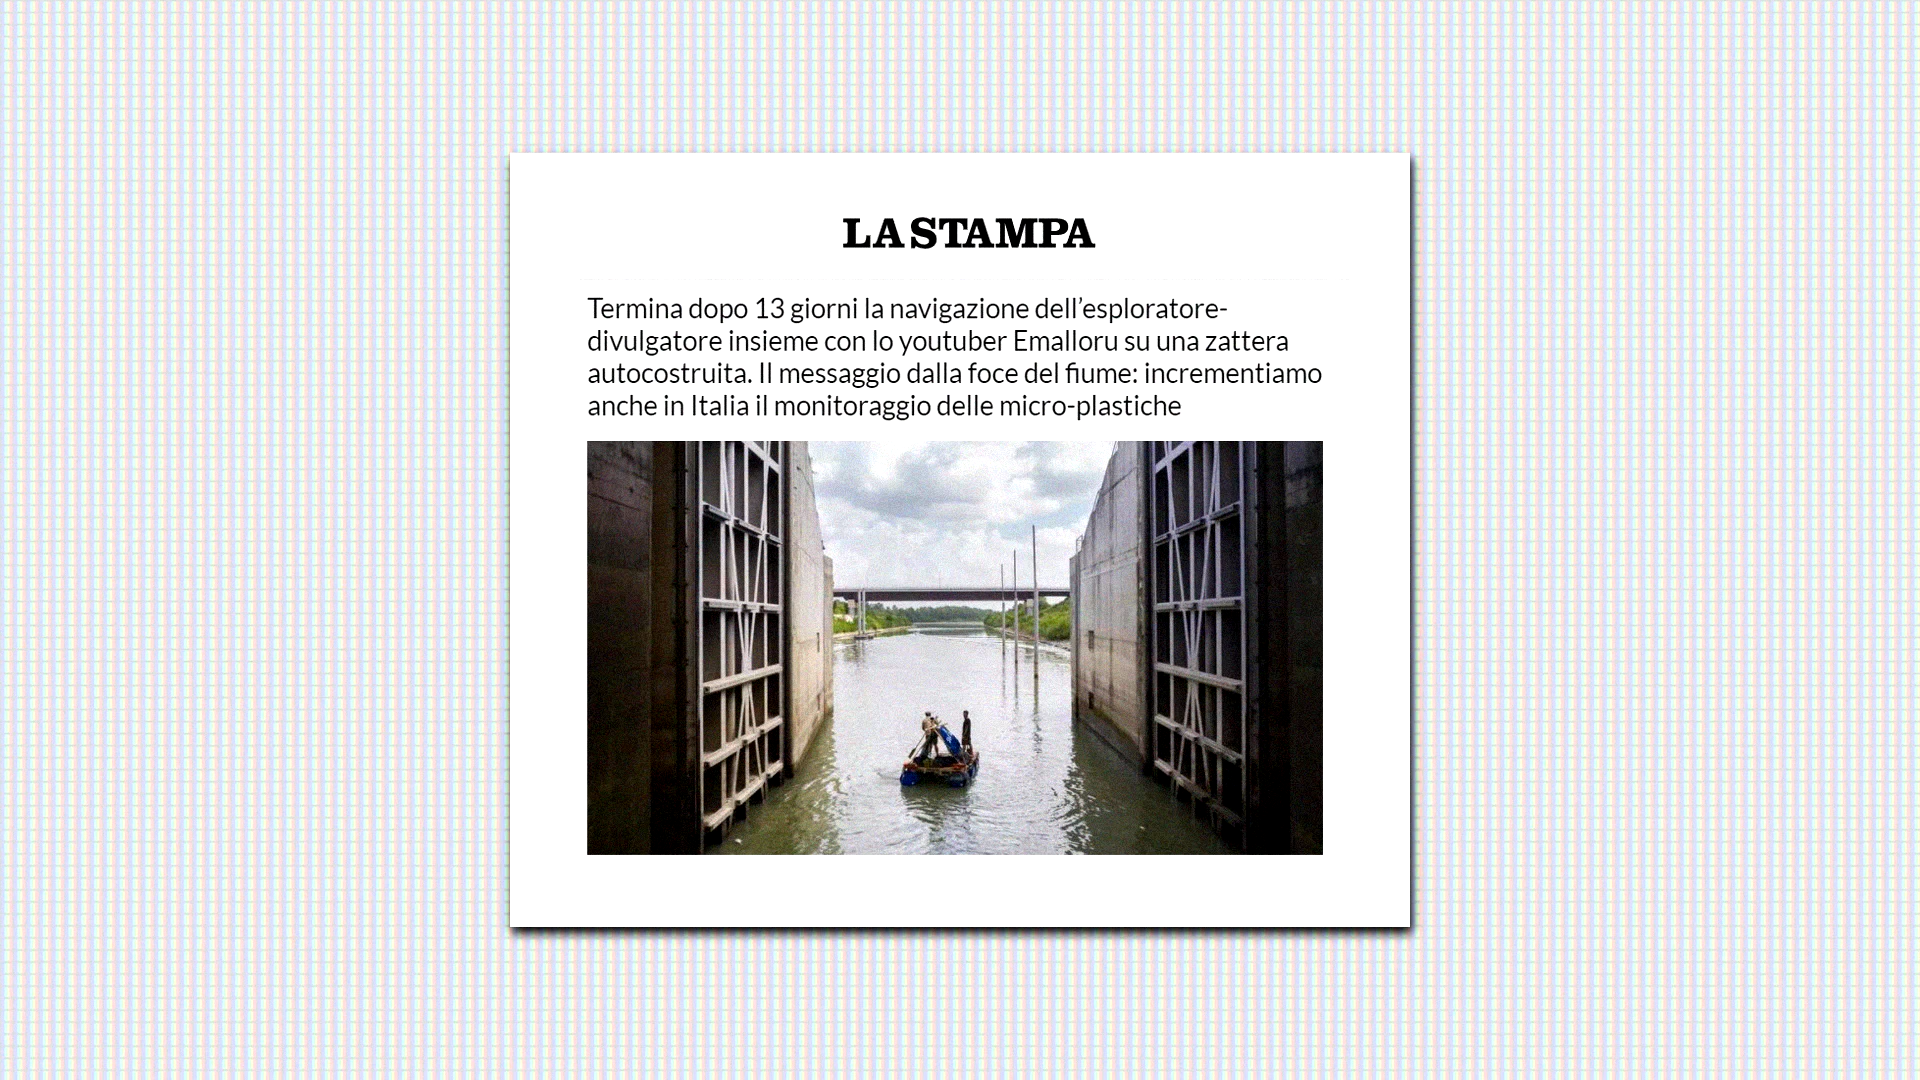 LA STAMPA
Termina dopo 13 giorni la navigazione dell’esploratore-
divulgatore insieme con lo youtuber Emalloru su una zattera
autocostruita. Il messaggio dalla foce del fiume: incrementiamo
anche in Italia il monitoraggio delle micro-plastiche